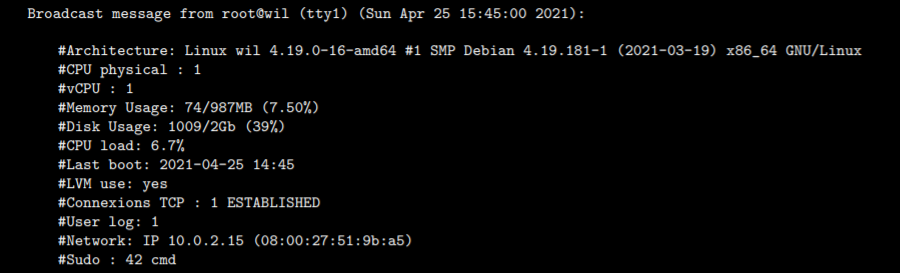 Broadcast message from root@wil (tty1) (Sun Apr 25 15:45:00 2021):
#Architecture: Linux wil 4.19.0-16-amd64 #1 SMP Debian 4.19.181-1 (2021-03-19) x86_64 GNU/Linux
#CPU physical : 1
#vCPU : 1
#Memory Usage: 74/987MB (7.50%)
#Disk Usage: 1009/2Gb (39%)
#CPU load: 6.7%
#Last boot: 2021-04-25 14:45
#LVM use: yes
#Connexions TCP : 1 ESTABLISHED
#User log: 1
#Network: IP 10.0.2.15 (08:00:27:51:9b:a5)
#Sudo : 42 cmd